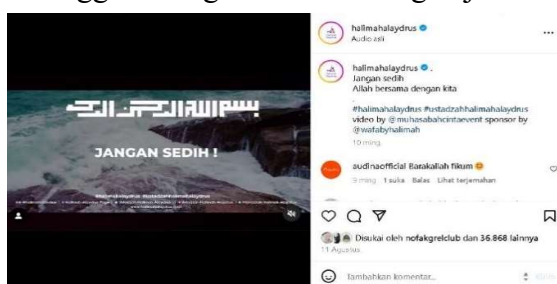 halimahalaydrus
Audio asli
بسم الله الرحمن الرحيم
JANGAN SEDIH !
halimahalaydrus .
Jangan sedih
Allah bersama dengan kita
.
#halimahalaydrus #ustadzahhalimahalaydrus
video by @muhasabahcintaevent sponsor by
@wafabyhalimah
10 ming
audinaofficial Barakallah fikum 😊
9 ming 1 suka Balas Lihat terjemahan
Disukai oleh nofakgrelclub dan 36.868 lainnya
11 Agustus
Tambahkan komentar...